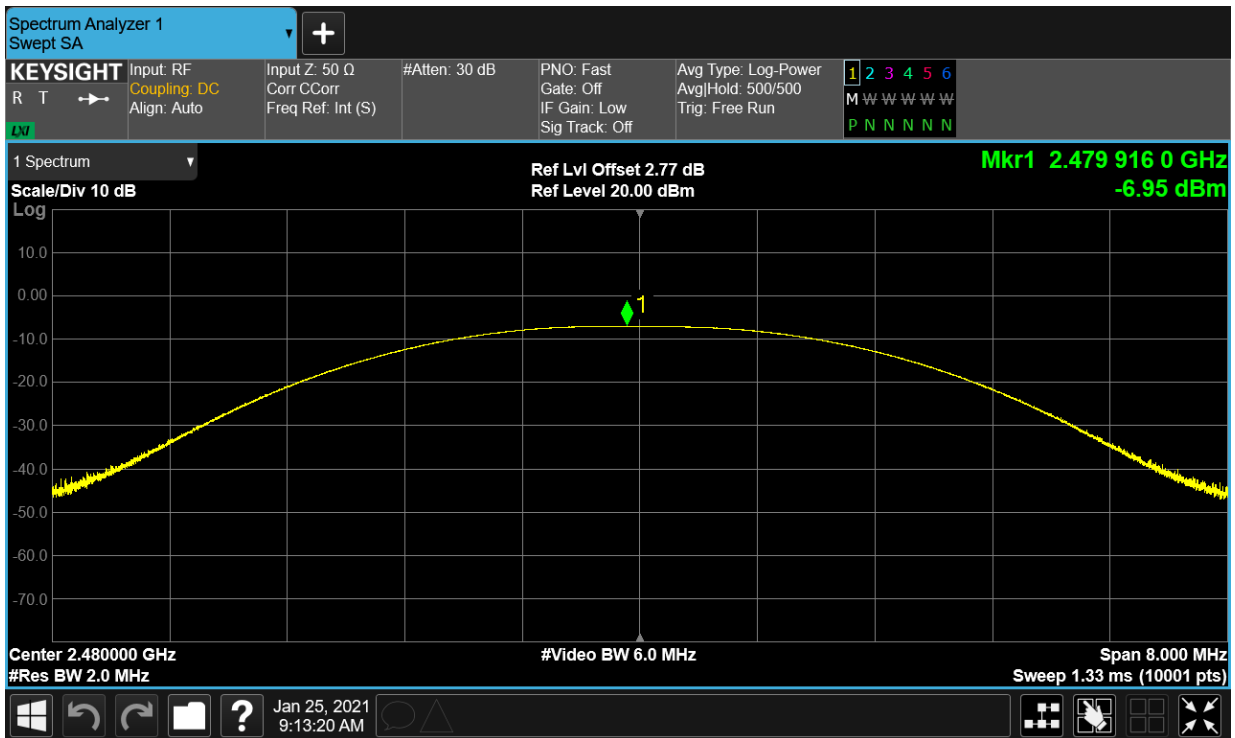 Spectrum Analyzer 1
Swept SA
KEYSIGHT
R T
LXI
Input: RF
Coupling: DC
Align: Auto
Input Z: 50 Ω
Corr CCorr
Freq Ref: Int (S)
#Atten: 30 dB
PNO: Fast
Gate: Off
IF Gain: Low
Sig Track: Off
Avg Type: Log-Power
Avg|Hold: 500/500
Trig: Free Run
1 2 3 4 5 6
M W W W W W
P N N N N N
1 Spectrum
Scale/Div 10 dB
Log
Ref Lvl Offset 2.77 dB
Ref Level 20.00 dBm
Mkr1 2.479 916 0 GHz
-6.95 dBm
10.0
0.00
-10.0
-20.0
-30.0
-40.0
-50.0
-60.0
-70.0
1
Center 2.480000 GHz
#Res BW 2.0 MHz
#Video BW 6.0 MHz
Span 8.000 MHz
Sweep 1.33 ms (10001 pts)
?
Jan 25, 2021
9:13:20 AM